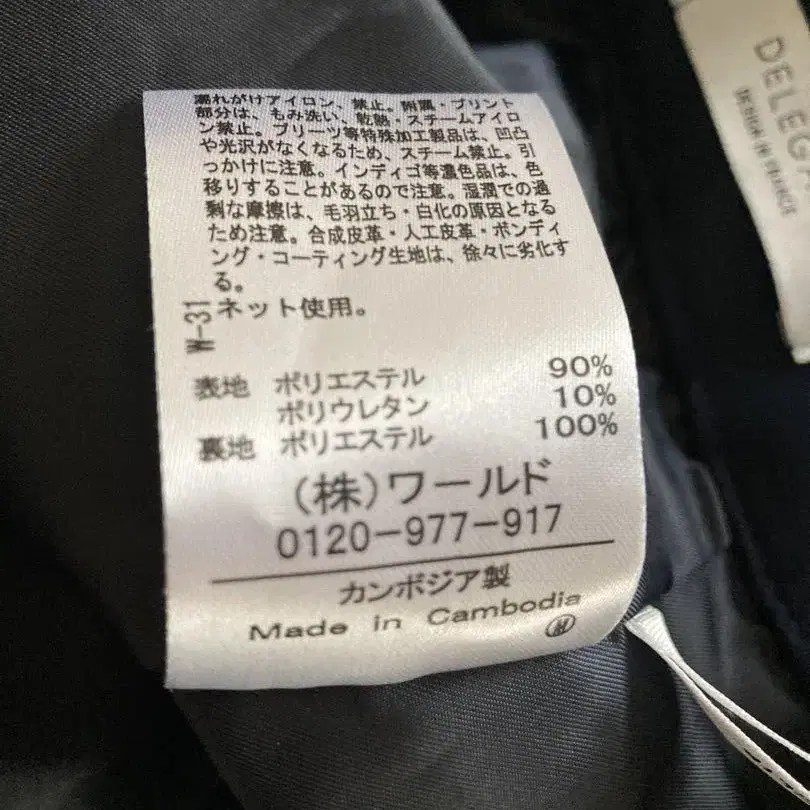 濡れがけアイロン、禁止。附属・プリント
部分は、もみ洗い、乾熱・スチームアイロ
ン禁止。プリーツ等特殊加工製品は、凹凸
や光沢がなくなるため、スチーム禁止。引
っかけに注意。インディゴ等濃色品は、色
移りすることがあるので注意。湿潤での過
剰な摩擦は、毛羽立ち・白化の原因となる
ため注意。合成皮革・人工皮革・ボンディ
ング・コーティング生地は、徐々に劣化す
る。
ネット使用。
W-31
表地 ポリエステル 90%
ポリウレタン 10%
裏地 ポリエステル 100%
(株)ワールド
0120-977-917
カンボジア製
Made in Cambodia
DELEGA
DESIGN IN FRANCE